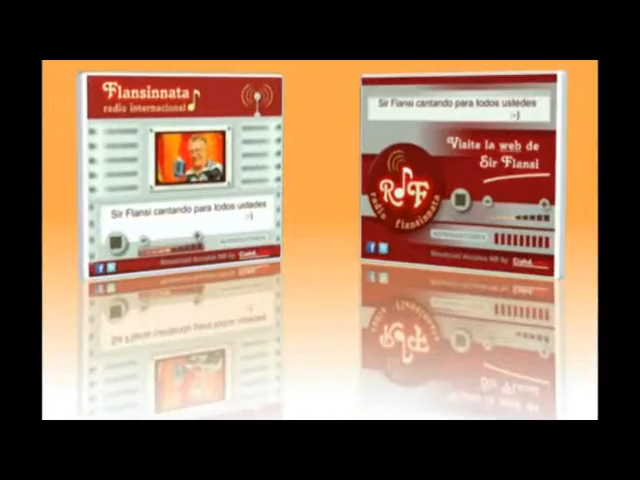 Flansinnata
radio internacional
Sir Flansi cantando para todos ustedes
:-)
Sir Flansi cantando para todos ustedes
:-)
Visite la web de
Sir Flansi
RF
radio flansinnata